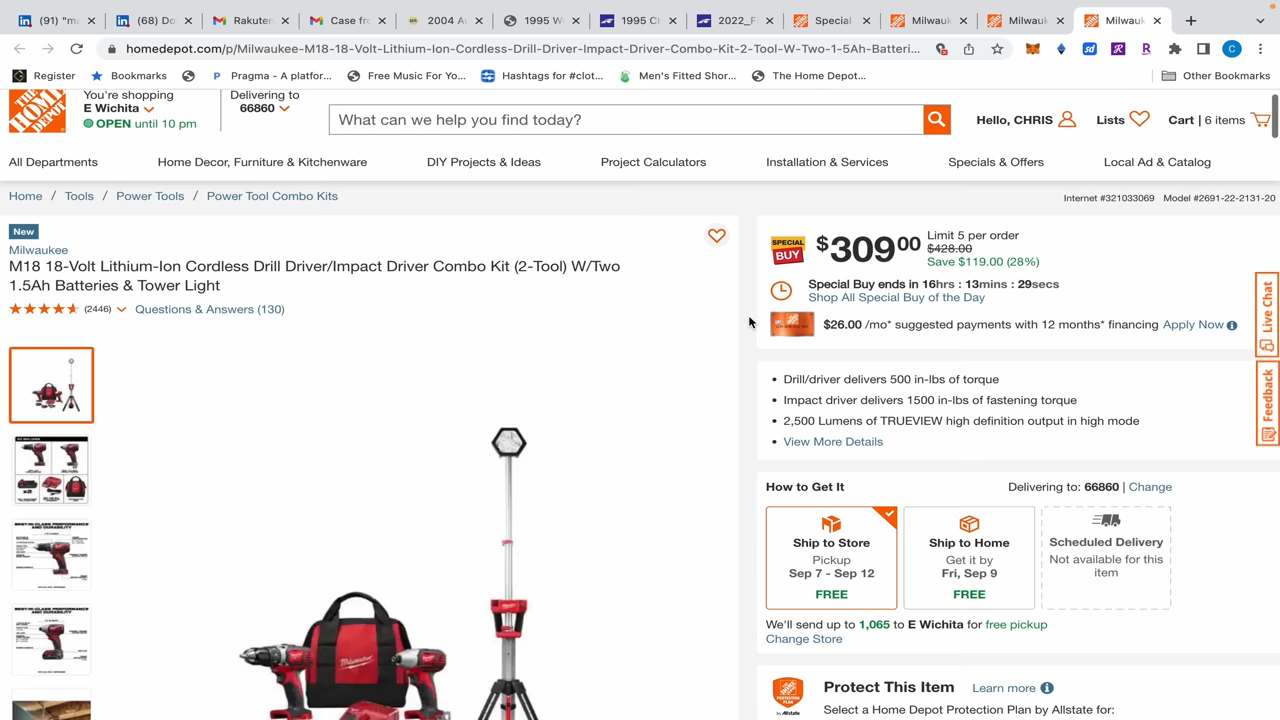 (91) "ma
(68) Do
Rakuten
Case fro
2004 A
1995 W
1995 C
2022_F
Special
Milwauk
Milwauk
Milwauk
homedepot.com/p/Milwaukee-M18-18-Volt-Lithium-Ion-Cordless-Drill-Driver-Impact-Driver-Combo-Kit-2-Tool-W-Two-1-5Ah-Batteri...
C
Register
Bookmarks
Pragma - A platfor...
Free Music For Yo...
Hashtags for #clot...
Men's Fitted Shor...
The Home Depot...
Other Bookmarks
THE HOME DEPOT
You're shopping
E Wichita
OPEN until 10 pm
Delivering to
66860
What can we help you find today?
Hello, CHRIS
Lists
Cart | 6 items
All Departments
Home Decor, Furniture & Kitchenware
DIY Projects & Ideas
Project Calculators
Installation & Services
Specials & Offers
Local Ad & Catalog
Home / Tools / Power Tools / Power Tool Combo Kits
Internet #321033069 Model #2691-22-2131-20
New
Milwaukee
M18 18-Volt Lithium-Ion Cordless Drill Driver/Impact Driver Combo Kit (2-Tool) W/Two
1.5Ah Batteries & Tower Light
(2446)
Questions & Answers (130)
SPECIAL BUY
$309.00
Limit 5 per order
$428.00
Save $119.00 (28%)
Special Buy ends in 16hrs : 13mins : 29secs
Shop All Special Buy of the Day
$26.00 /mo* suggested payments with 12 months* financing Apply Now
Live Chat
Feedback
• Drill/driver delivers 500 in-lbs of torque
• Impact driver delivers 1500 in-lbs of fastening torque
• 2,500 Lumens of TRUEVIEW high definition output in high mode
• View More Details
How to Get It
Delivering to: 66860 | Change
Ship to Store
Pickup
Sep 7 - Sep 12
FREE
Ship to Home
Get it by
Fri, Sep 9
FREE
Scheduled Delivery
Not available for this
item
We'll send up to 1,065 to E Wichita for free pickup
Change Store
Protect This Item
Learn more
Select a Home Depot Protection Plan by Allstate for:
BEST-IN-CLASS PERFORMANCE
AND DURABILITY
Milwaukee